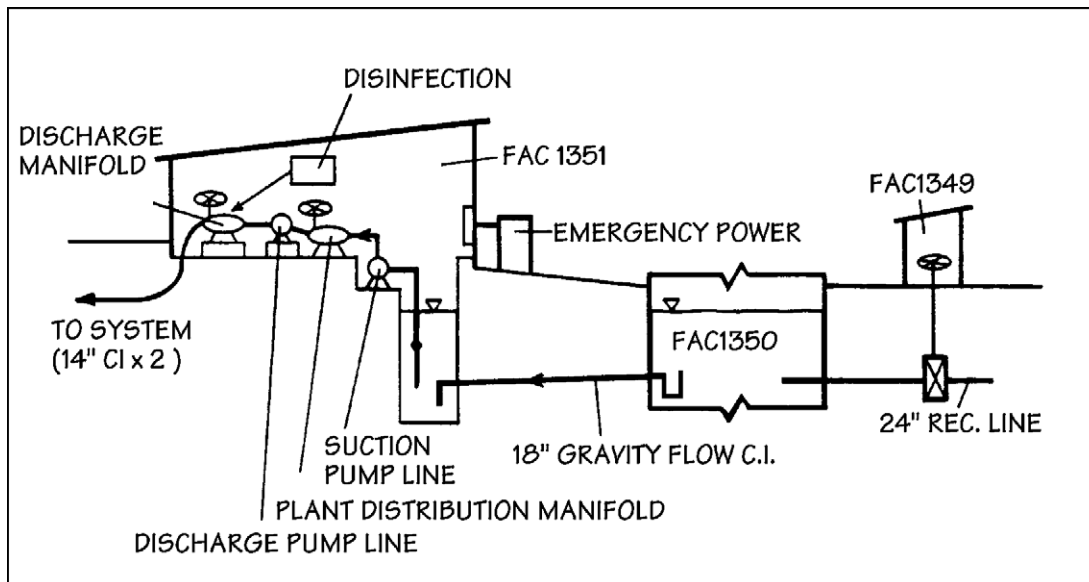 DISINFECTION
DISCHARGE
MANIFOLD
FAC 1351
FAC1349
EMERGENCY POWER
TO SYSTEM
(14" CI x 2 )
FAC1350
24" REC. LINE
SUCTION
PUMP LINE
18" GRAVITY FLOW C.I.
PLANT DISTRIBUTION MANIFOLD
DISCHARGE PUMP LINE